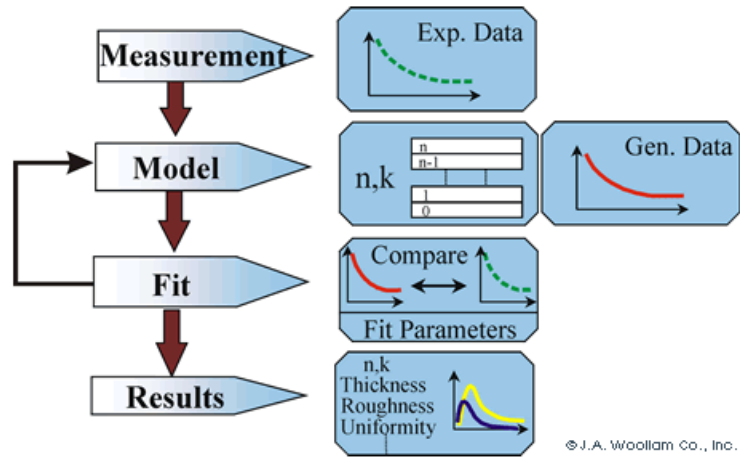 Measurement
Exp. Data
Model
n,k
n
n-1
1
0
Gen. Data
Fit
Compare
Fit Parameters
Results
n,k
Thickness
Roughness
Uniformity
©J.A. Woollam Co., Inc.